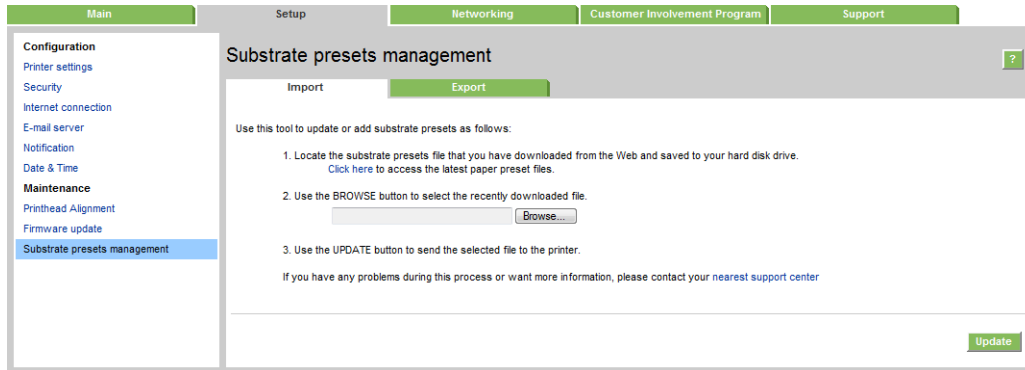 Main Setup Networking Customer Involvement Program Support
Configuration
Printer settings
Security
Internet connection
E-mail server
Notification
Date & Time
Maintenance
Printhead Alignment
Firmware update
Substrate presets management
Substrate presets management
?
Import Export
Use this tool to update or add substrate presets as follows:
1. Locate the substrate presets file that you have downloaded from the Web and saved to your hard disk drive.
Click here to access the latest paper preset files.
2. Use the BROWSE button to select the recently downloaded file.
Browse...
3. Use the UPDATE button to send the selected file to the printer.
If you have any problems during this process or want more information, please contact your nearest support center
Update